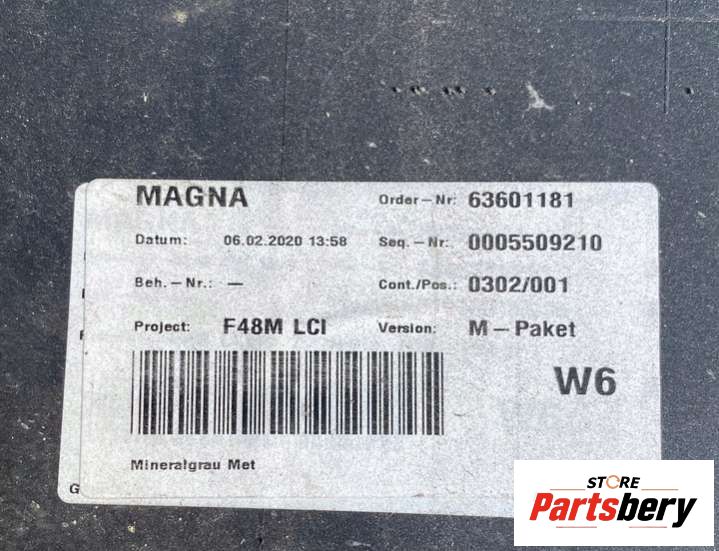 MAGNA Order-Nr: 63601181
Datum: 06.02.2020 13:58 Seq.-Nr: 0005509210
Beh.-Nr.: — Cont./Pos.: 0302/001
Project: F48M LCI Version: M-Paket
W6
Mineralgrau Met
G
STORE
Partsbery